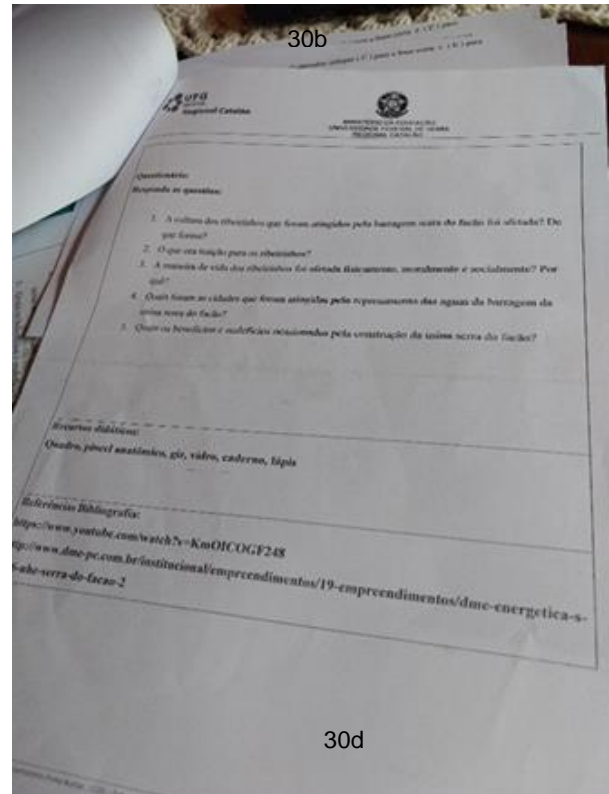 30b
UFG
Regional Catalão
MINISTÉRIO DA EDUCAÇÃO
UNIVERSIDADE FEDERAL DE GOIÁS
REGIONAL CATALÃO
Questionário:
Responda as questões:
1. A cultura dos ribeirinhos que foram atingidos pela barragem serra do facão foi afetada? De
que forma?
2. O que era traição para os ribeirinhos?
3. A maneira de vida dos ribeirinhos foi afetada fisicamente, moralmente e socialmente? Por
quê?
4. Quais foram as cidades que foram atingidas pelo represamento das aguas da barragem da
usina serra do facão?
5. Quais os benefícios e malefícios ocasionados pela construção da usina serra do facão?
Recursos didáticos:
Quadro, pincel anatômico, giz, vídeo, caderno, lápis
Referências Bibliografia:
https://www.youtube.com/watch?v=KmOICOGF248
ttp://www.dme-pc.com.br/institucional/empreendimentos/19-empreendimentos/dme-energetica-s-
-ahe-serra-do-facao-2
30d